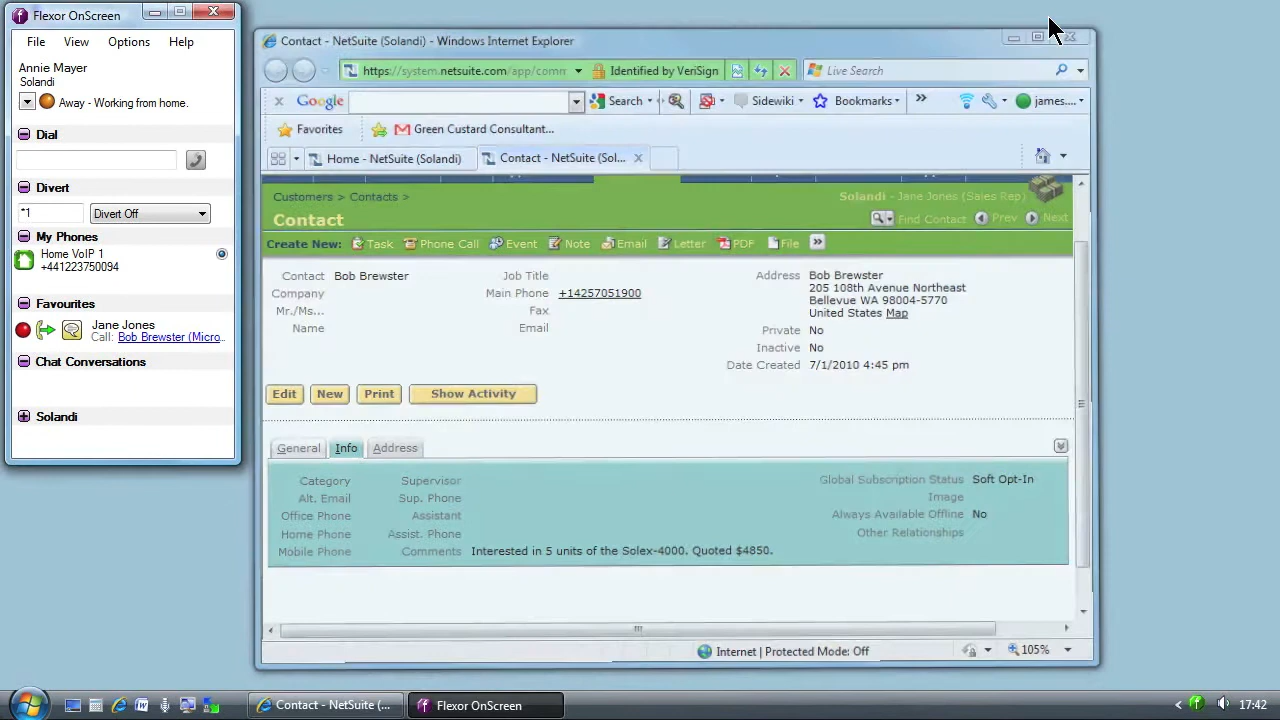 Flexor OnScreen
File View Options Help
Annie Mayer
Solandi
Away - Working from home.
Dial
Divert
*1 Divert Off
My Phones
Home VoIP 1
+441223750094
Favourites
Jane Jones
Call: Bob Brewster (Micro...
Chat Conversations
Solandi
Contact - NetSuite (Solandi) - Windows Internet Explorer
https://system.netsuite.com/app/comm Identified by VeriSign Live Search
Google Search Sidewiki Bookmarks » james....
Favorites Green Custard Consultant...
Home - NetSuite (Solandi) Contact - NetSuite (Sol...
Customers > Contacts > Solandi - Jane Jones (Sales Rep)
Contact Find Contact Prev Next
Create New: Task Phone Call Event Note Email Letter PDF File »
Contact Bob Brewster
Company
Mr./Ms...
Name
Job Title
Main Phone +14257051900
Fax
Email
Address Bob Brewster
205 108th Avenue Northeast
Bellevue WA 98004-5770
United States Map
Private No
Inactive No
Date Created 7/1/2010 4:45 pm
Edit New Print Show Activity
General Info Address
Category
Alt. Email
Office Phone
Home Phone
Mobile Phone
Supervisor
Sup. Phone
Assistant
Assist. Phone
Comments Interested in 5 units of the Solex-4000. Quoted $4850.
Global Subscription Status Soft Opt-In
Image
Always Available Offline No
Other Relationships
Internet | Protected Mode: Off 105%
Contact - NetSuite (... Flexor OnScreen 17:42